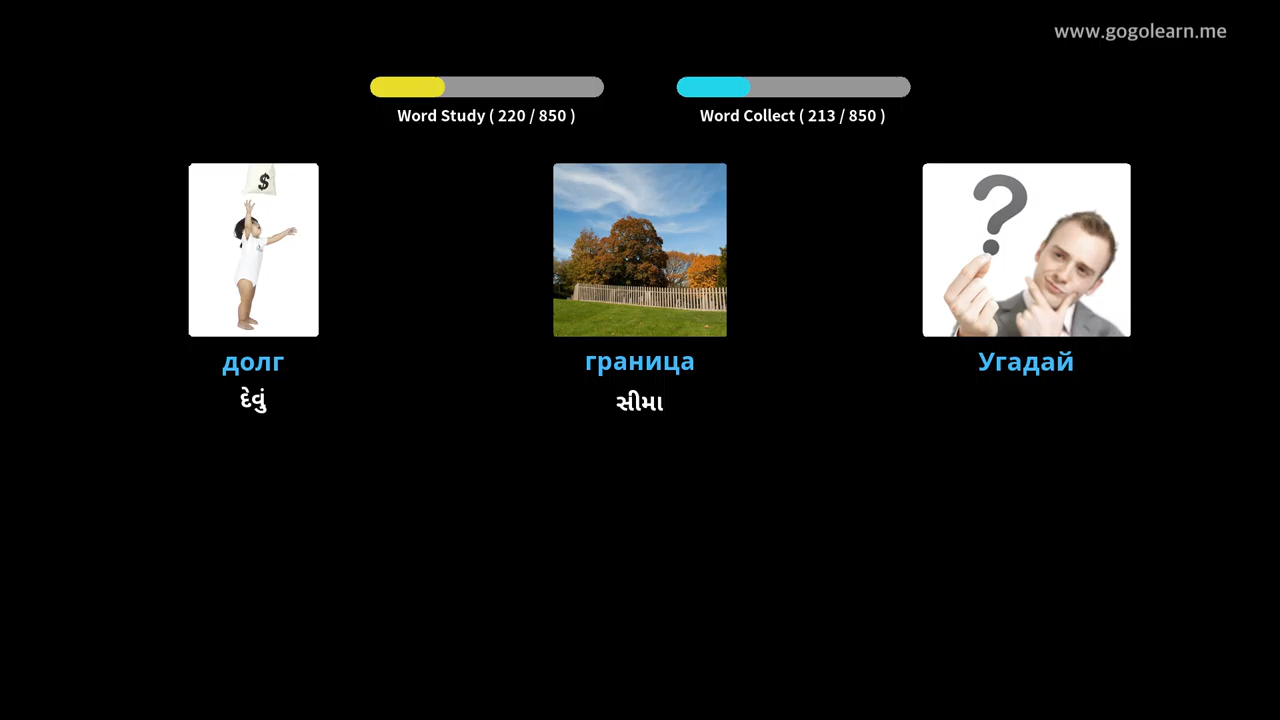 www.gogolearn.me
Word Study ( 220 / 850 )
Word Collect ( 213 / 850 )
$
?
долг
граница
Угадай
દેવું
સીમા